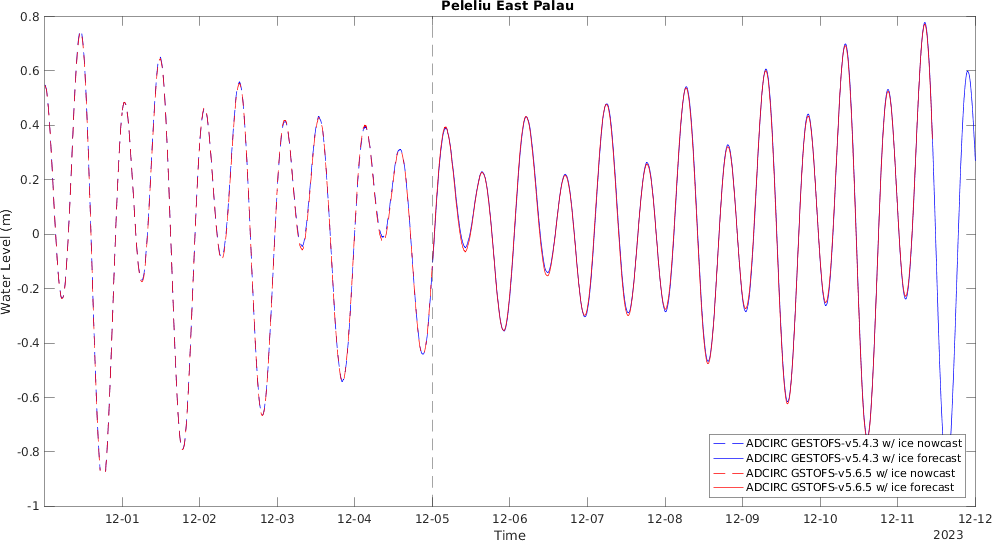 Peleliu East Palau
0.8
0.6
0.4
0.2
0
-0.2
-0.4
-0.6
-0.8
-1
Water Level (m)
ADCIRC GESTOFS-v5.4.3 w/ ice nowcast
ADCIRC GESTOFS-v5.4.3 w/ ice forecast
ADCIRC GSTOFS-v5.6.5 w/ ice nowcast
ADCIRC GSTOFS-v5.6.5 w/ ice forecast
12-01 12-02 12-03 12-04 12-05 12-06 12-07 12-08 12-09 12-10 12-11 12-12
Time 2023